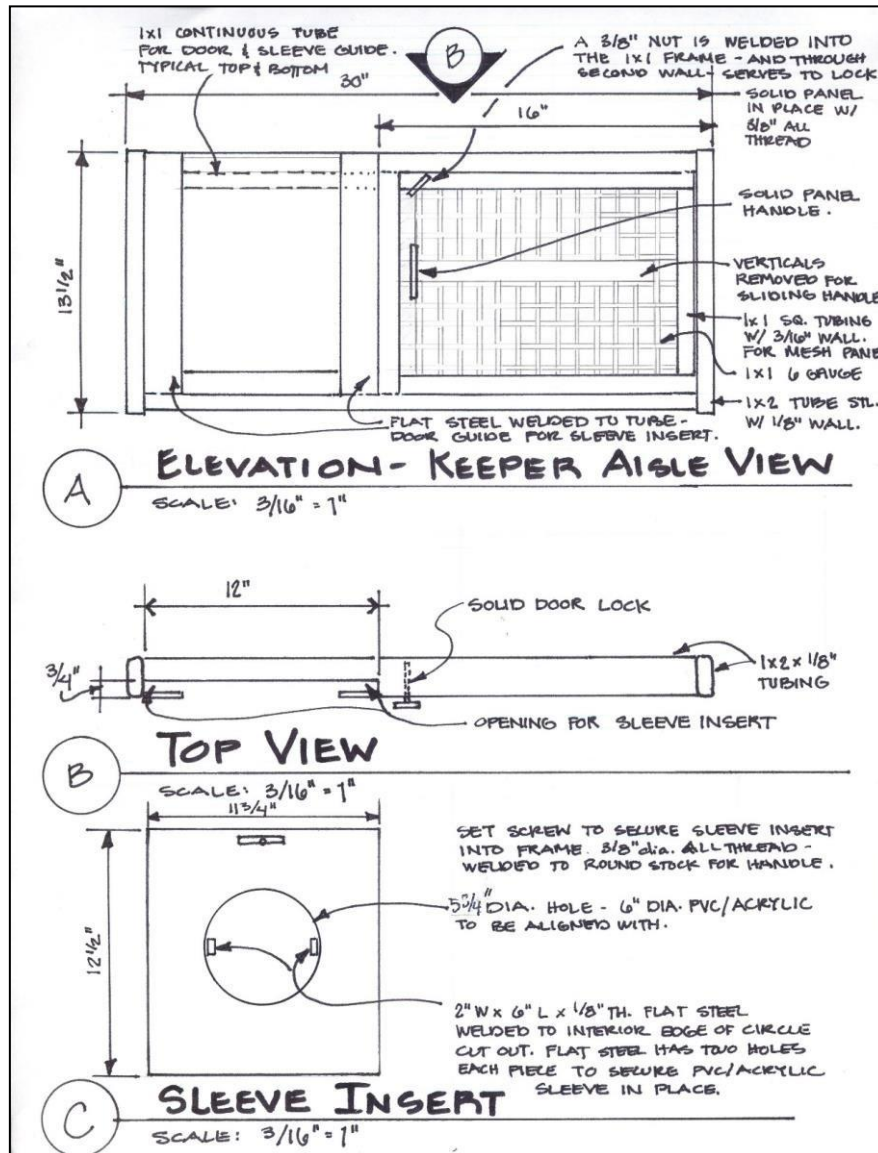 1x1 CONTINUOUS TUBE
FOR DOOR & SLEEVE GUIDE.
TYPICAL TOP & BOTTOM
B
A 3/8" NUT IS WELDED INTO
THE 1x1 FRAME - AND THROUGH
SECOND WALL - SERVES TO LOCK
SOLID PANEL
IN PLACE W/
3/8" ALL
THREAD
30"
16"
13 1/2"
SOLID PANEL
HANDLE.
VERTICALS
REMOVED FOR
SLIDING HANDLE
1x1 SQ. TUBING
W/ 3/16" WALL.
FOR MESH PANE
1x1 6 GAUGE
1x2 TUBE STL.
W/ 1/8" WALL.
FLAT STEEL WELDED TO TUBE-
DOOR GUIDE FOR SLEEVE INSERT.
A
ELEVATION - KEEPER AISLE VIEW
SCALE: 3/16" = 1"
12"
SOLID DOOR LOCK
3/4"
1x2 x 1/8"
TUBING
OPENING FOR SLEEVE INSERT
B
TOP VIEW
SCALE: 3/16" = 1"
11 3/4"
12 1/2"
SET SCREW TO SECURE SLEEVE INSERT
INTO FRAME. 3/8" dia. ALL THREAD -
WELDED TO ROUND STOCK FOR HANDLE.
5 3/4" DIA. HOLE - 6" DIA. PVC/ACRYLIC
TO BE ALIGNED WITH.
2" W x 6" L x 1/8" TH. FLAT STEEL
WELDED TO INTERIOR EDGE OF CIRCLE
CUT OUT. FLAT STEEL HAS TWO HOLES
EACH PIECE TO SECURE PVC/ACRYLIC
SLEEVE IN PLACE.
C
SLEEVE INSERT
SCALE: 3/16" = 1"